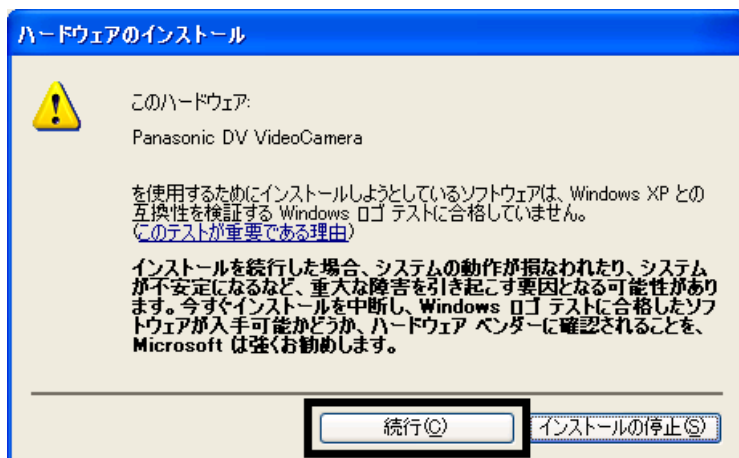 ハードウェアのインストール
このハードウェア:
Panasonic DV VideoCamera
を使用するためにインストールしようとしているソフトウェアは、Windows XP との
互換性を検証する Windows ロゴ テストに合格していません。
(このテストが重要である理由)
インストールを続行した場合、システムの動作が損なわれたり、システム
が不安定になるなど、重大な障害を引き起こす要因となる可能性があり
ます。今すぐインストールを中断し、Windows ロゴ テストに合格したソフ
トウェアが入手可能かどうか、ハードウェア ベンダーに確認されることを、
Microsoft は強くお勧めします。
続行(C)
インストールの停止(S)